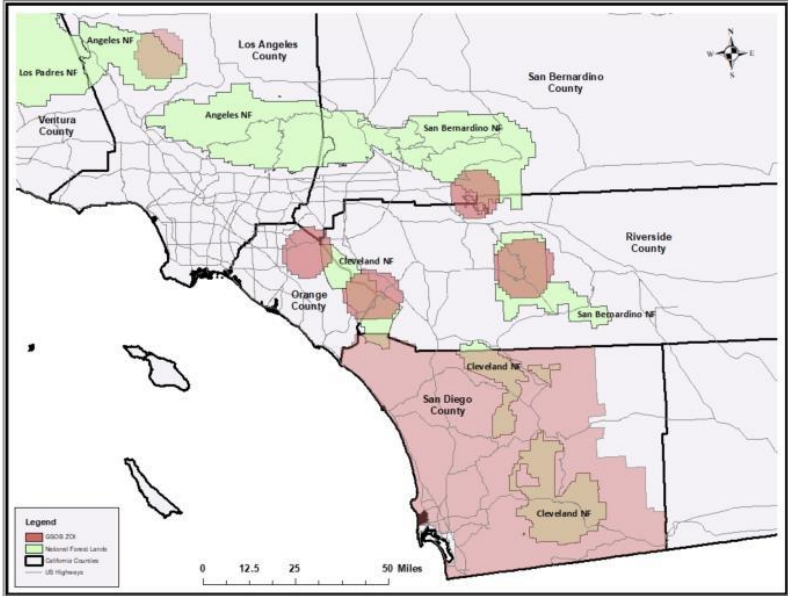 Angeles NF
Los Angeles
County
N
W E
S
Los Padres NF
San Bernardino
County
Angeles NF
Ventura
County
San Bernardino NF
Riverside
County
Cleveland NF
Orange
County
San Bernardino NF
Cleveland NF
San Diego
County
Cleveland NF
Legend
GSOB ZOI
National Forest Lands
California Counties
US Highways
0 12.5 25 50 Miles